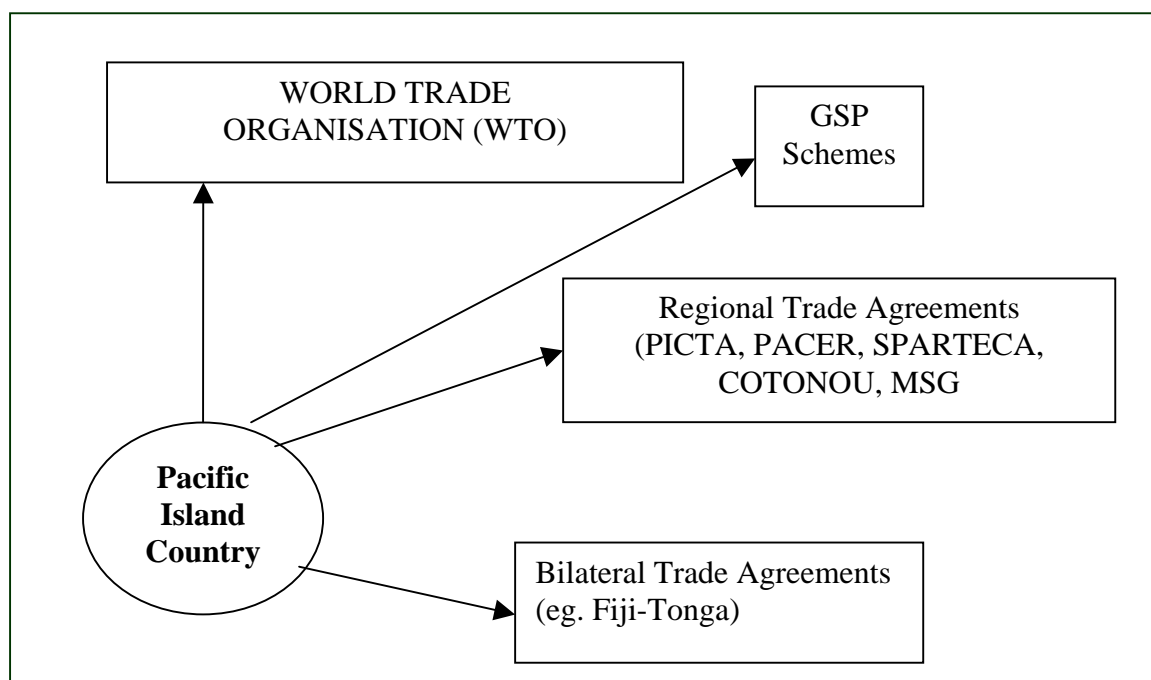 WORLD TRADE
ORGANISATION (WTO)
GSP
Schemes
Regional Trade Agreements
(PICTA, PACER, SPARTECA,
COTONOU, MSG
Pacific
Island
Country
Bilateral Trade Agreements
(eg. Fiji-Tonga)